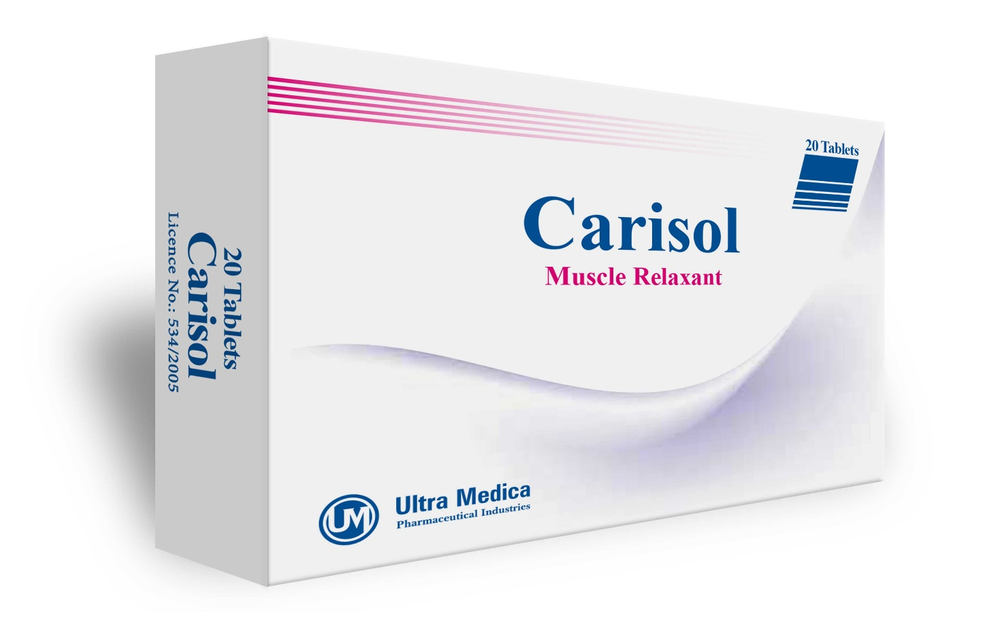 20 Tablets
Carisol
Muscle Relaxant
UM
Ultra Medica
Pharmaceutical Industries
20 Tablets
Carisol
Licence No.: 534/2005